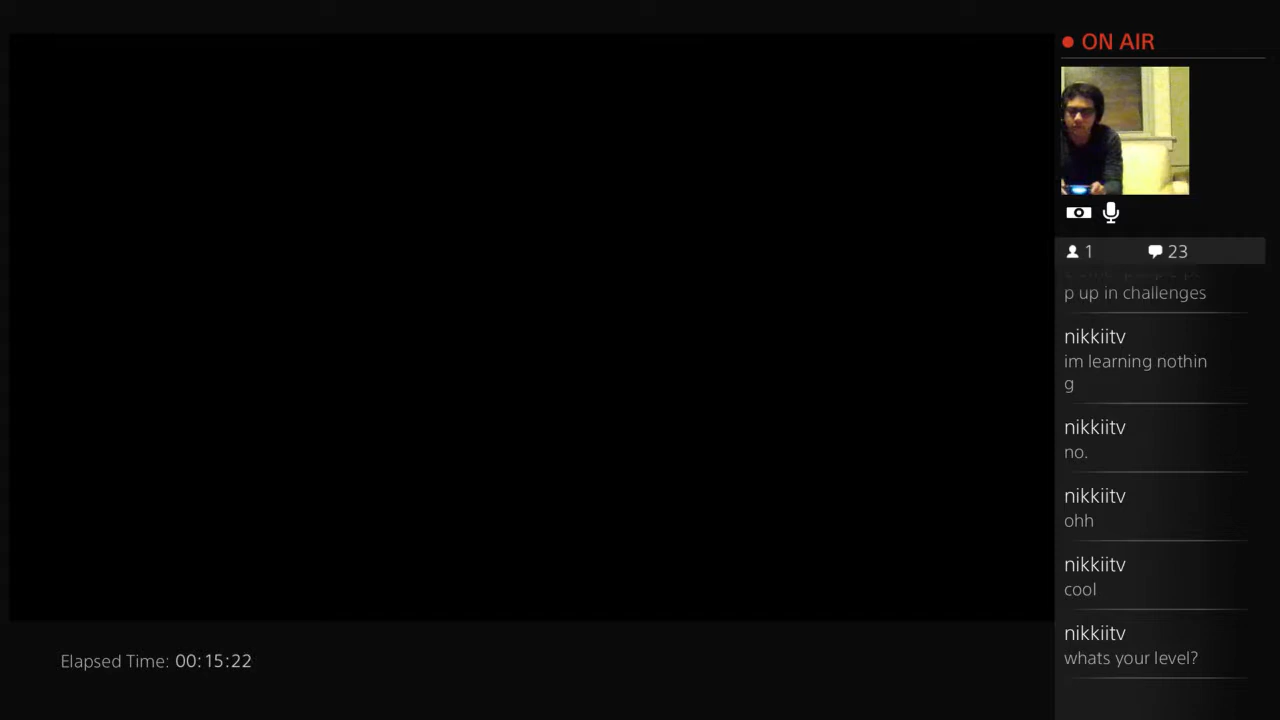 ON AIR
1 23
p up in challenges
nikkiitv
im learning nothin
g
nikkiitv
no.
nikkiitv
ohh
nikkiitv
cool
nikkiitv
whats your level?
Elapsed Time: 00:15:22